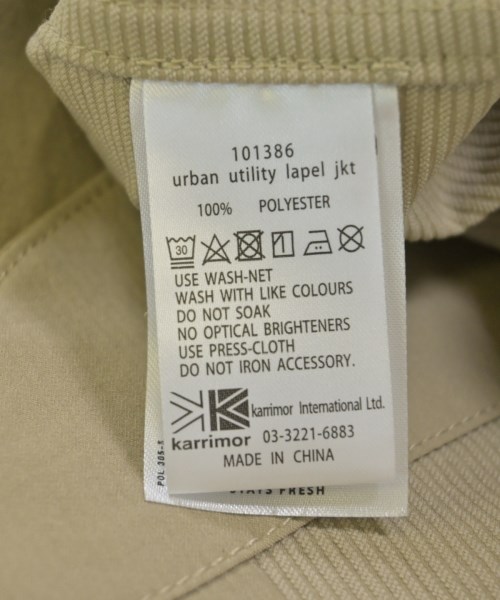 101386
urban utility lapel jkt
100% POLYESTER
30
USE WASH-NET
WASH WITH LIKE COLOURS
DO NOT SOAK
NO OPTICAL BRIGHTENERS
USE PRESS-CLOTH
DO NOT IRON ACCESSORY.
karrimor International Ltd.
karrimor 03-3221-6883
MADE IN CHINA
STAYS FRESH